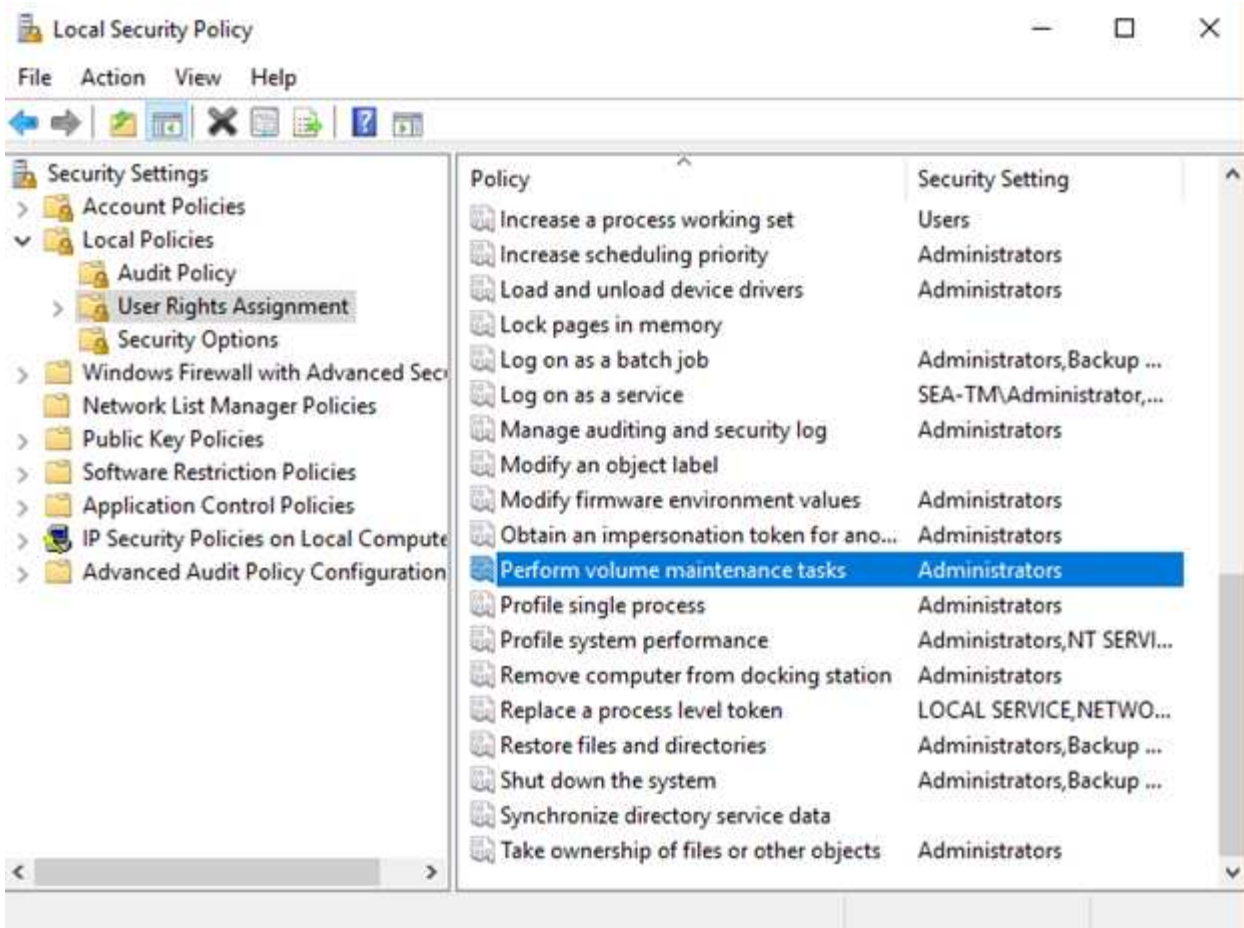 Local Security Policy
File Action View Help
Security Settings
Account Policies
Local Policies
Audit Policy
User Rights Assignment
Security Options
Windows Firewall with Advanced Sec
Network List Manager Policies
Public Key Policies
Software Restriction Policies
Application Control Policies
IP Security Policies on Local Compute
Advanced Audit Policy Configuration
Policy Security Setting
Increase a process working set Users
Increase scheduling priority Administrators
Load and unload device drivers Administrators
Lock pages in memory
Log on as a batch job Administrators,Backup ...
Log on as a service SEA-TM\Administrator,...
Manage auditing and security log Administrators
Modify an object label
Modify firmware environment values Administrators
Obtain an impersonation token for ano... Administrators
Perform volume maintenance tasks Administrators
Profile single process Administrators
Profile system performance Administrators,NT SERVI...
Remove computer from docking station Administrators
Replace a process level token LOCAL SERVICE,NETWO...
Restore files and directories Administrators,Backup ...
Shut down the system Administrators,Backup ...
Synchronize directory service data
Take ownership of files or other objects Administrators